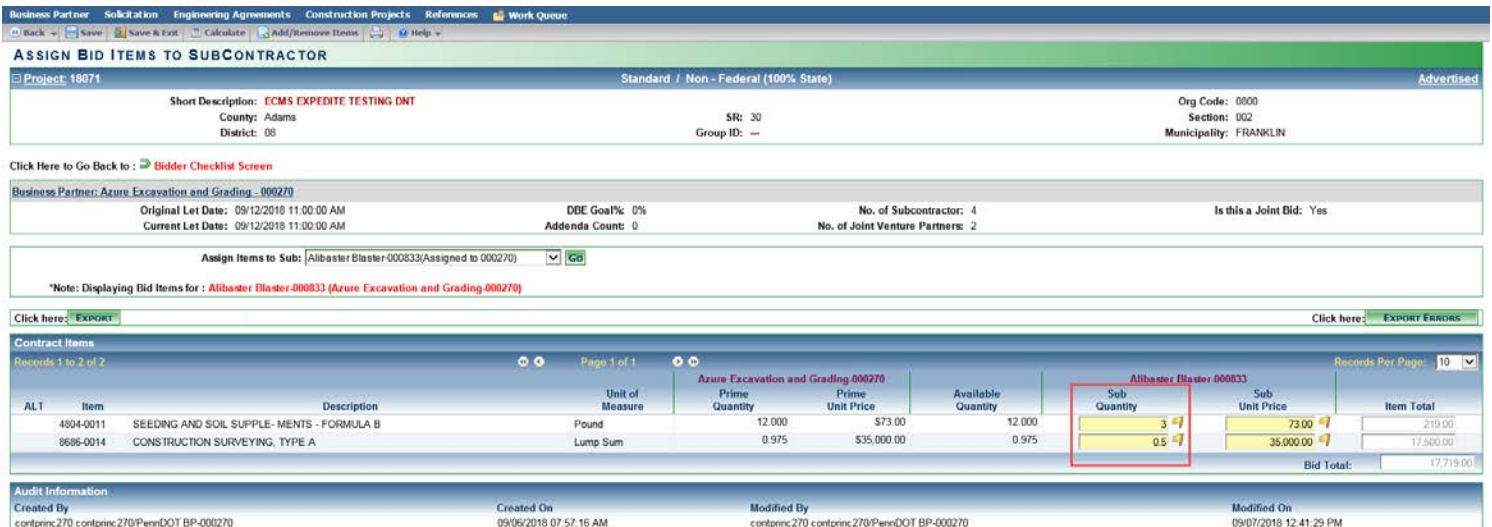 Business Partner Solicitation Engineering Agreements Construction Projects References Work Queue
Back Save Save & Exit Calculate Add/Remove Items Help
ASSIGN BID ITEMS TO SUBCONTRACTOR
Project: 18071 Standard / Non - Federal (100% State) Advertised
Short Description: ECMS EXPEDITE TESTING DNT Org Code: 0800
County: Adams SR: 30 Section: 002
District: 08 Group ID: --- Municipality: FRANKLIN
Click Here to Go Back to : Bidder Checklist Screen
Business Partner: Azure Excavation and Grading - 000270
Original Let Date: 09/12/2018 11:00:00 AM DBE Goal%: 0% No. of Subcontractor: 4 Is this a Joint Bid: Yes
Current Let Date: 09/12/2018 11:00:00 AM Addenda Count: 0 No. of Joint Venture Partners: 2
Assign Items to Sub: Alibaster Blaster-000833(Assigned to 000270) Go
*Note: Displaying Bid Items for : Alibaster Blaster-000833 (Azure Excavation and Grading-000270)
Click here: EXPORT Click here: EXPORT ERRORS
Contract Items
Records 1 to 2 of 2 Page 1 of 1 Records Per Page: 10
Azure Excavation and Grading-000270 Alibaster Blaster-000833
Unit of Prime Prime Available Sub Sub
ALT Item Description Measure Quantity Unit Price Quantity Quantity Unit Price Item Total
4804-0011 SEEDING AND SOIL SUPPLE- MENTS - FORMULA B Pound 12.000 $73.00 12.000 3 73.00 219.00
8686-0014 CONSTRUCTION SURVEYING, TYPE A Lump Sum 0.975 $35,000.00 0.975 0.5 35,000.00 17,500.00
Bid Total: 17,719.00
Audit Information
Created By Created On Modified By Modified On
contprinc270 contprinc270/PennDOT BP-000270 09/06/2018 07:57:16 AM contprinc270 contprinc270/PennDOT BP-000270 09/07/2018 12:41:29 PM